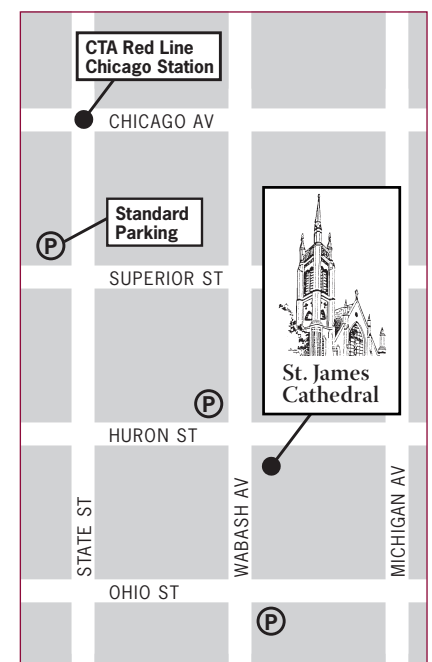 CTA Red Line
Chicago Station
CHICAGO AV
Standard
Parking
P
SUPERIOR ST
St. James
Cathedral
P
HURON ST
STATE ST
WABASH AV
MICHIGAN AV
OHIO ST
P